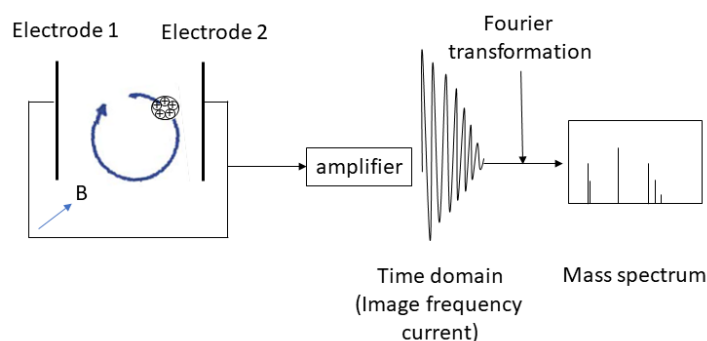 Electrode 1
Electrode 2
Fourier
transformation
B
amplifier
Time domain
(Image frequency
current)
Mass spectrum